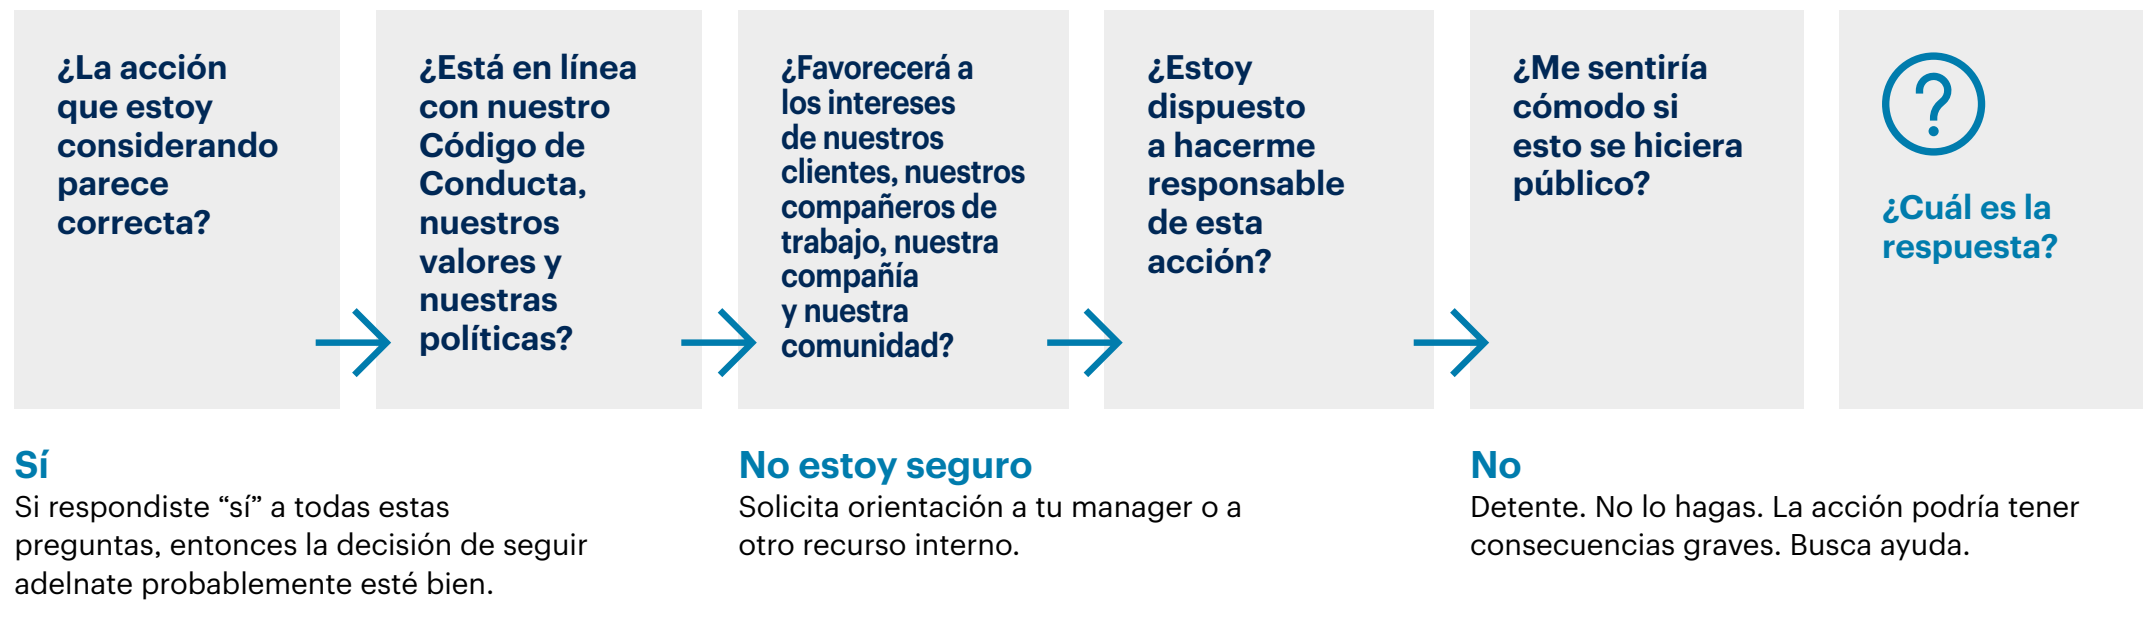 ¿La acción
que estoy
considerando
parece
correcta?
¿Está en línea
con nuestro
Código de
Conducta,
nuestros
valores y
nuestras
políticas?
¿Favorecerá a
los intereses
de nuestros
clientes, nuestros
compañeros de
trabajo, nuestra
compañía
y nuestra
comunidad?
¿Estoy
dispuesto
a hacerme
responsable
de esta
acción?
¿Me sentiría
cómodo si
esto se hiciera
público?
?
¿Cuál es la
respuesta?
Sí
Si respondiste “sí” a todas estas
preguntas, entonces la decisión de seguir
adelnate probablemente esté bien.
No estoy seguro
Solicita orientación a tu manager o a
otro recurso interno.
No
Detente. No lo hagas. La acción podría tener
consecuencias graves. Busca ayuda.